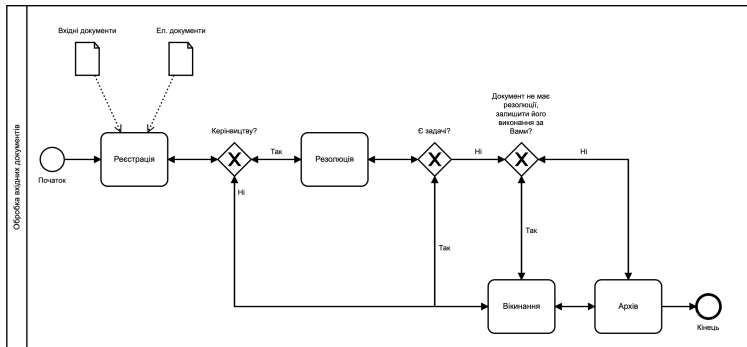 Обробка вхідних документів
Вхідні документи
Ел. документи
Початок
Реєстрація
Керінвицтву?
Так
Ні
Резолюція
Є задачі?
Ні
Так
Документ не має
резолюції,
залишити його
виконання за
Вами?
Ні
Так
Вікинання
Архів
Кінець